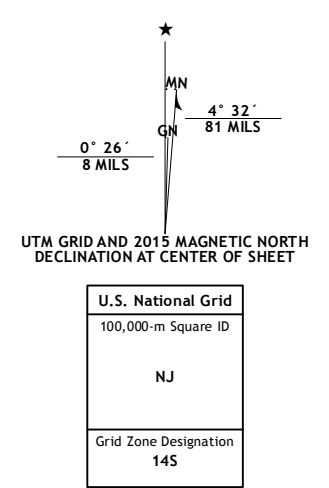 ★
MN
4° 32´
81 MILS
GN
0° 26´
8 MILS
UTM GRID AND 2015 MAGNETIC NORTH
DECLINATION AT CENTER OF SHEET
U.S. National Grid
100,000-m Square ID
NJ
Grid Zone Designation
14S